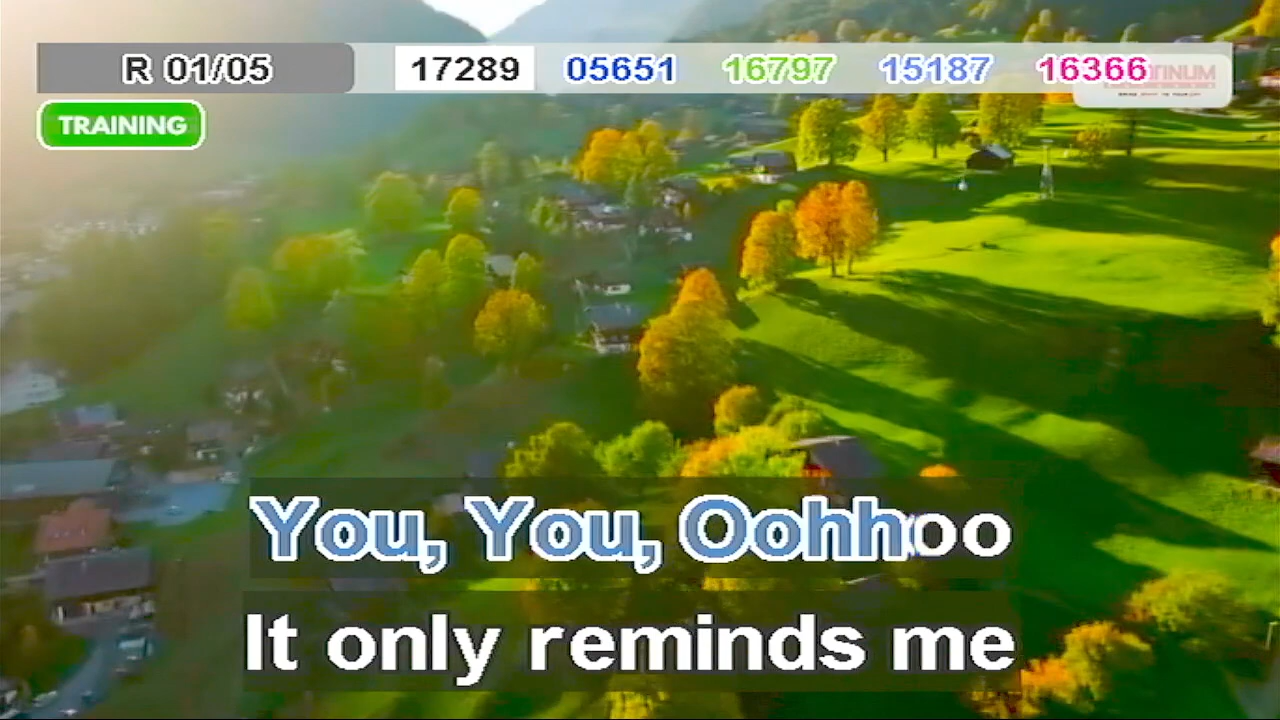 R 01/05 17289 05651 16797 15187 16366
TRAINING
You, You, Oohhoo
It only reminds me